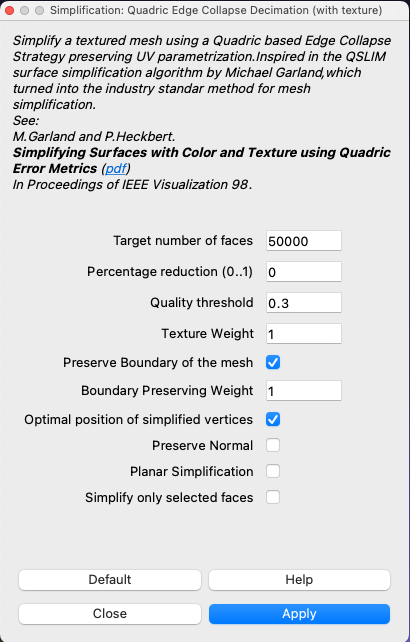 Simplification: Quadric Edge Collapse Decimation (with texture)
Simplify a textured mesh using a Quadric based Edge Collapse
Strategy preserving UV parametrization.Inspired in the QSLIM
surface simplification algorithm by Michael Garland,which
turned into the industry standar method for mesh
simplification.
See:
M.Garland and P.Heckbert.
Simplifying Surfaces with Color and Texture using Quadric
Error Metrics (pdf)
In Proceedings of IEEE Visualization 98.
Target number of faces 50000
Percentage reduction (0..1) 0
Quality threshold 0.3
Texture Weight 1
Preserve Boundary of the mesh
Boundary Preserving Weight 1
Optimal position of simplified vertices
Preserve Normal
Planar Simplification
Simplify only selected faces
Default Help
Close Apply